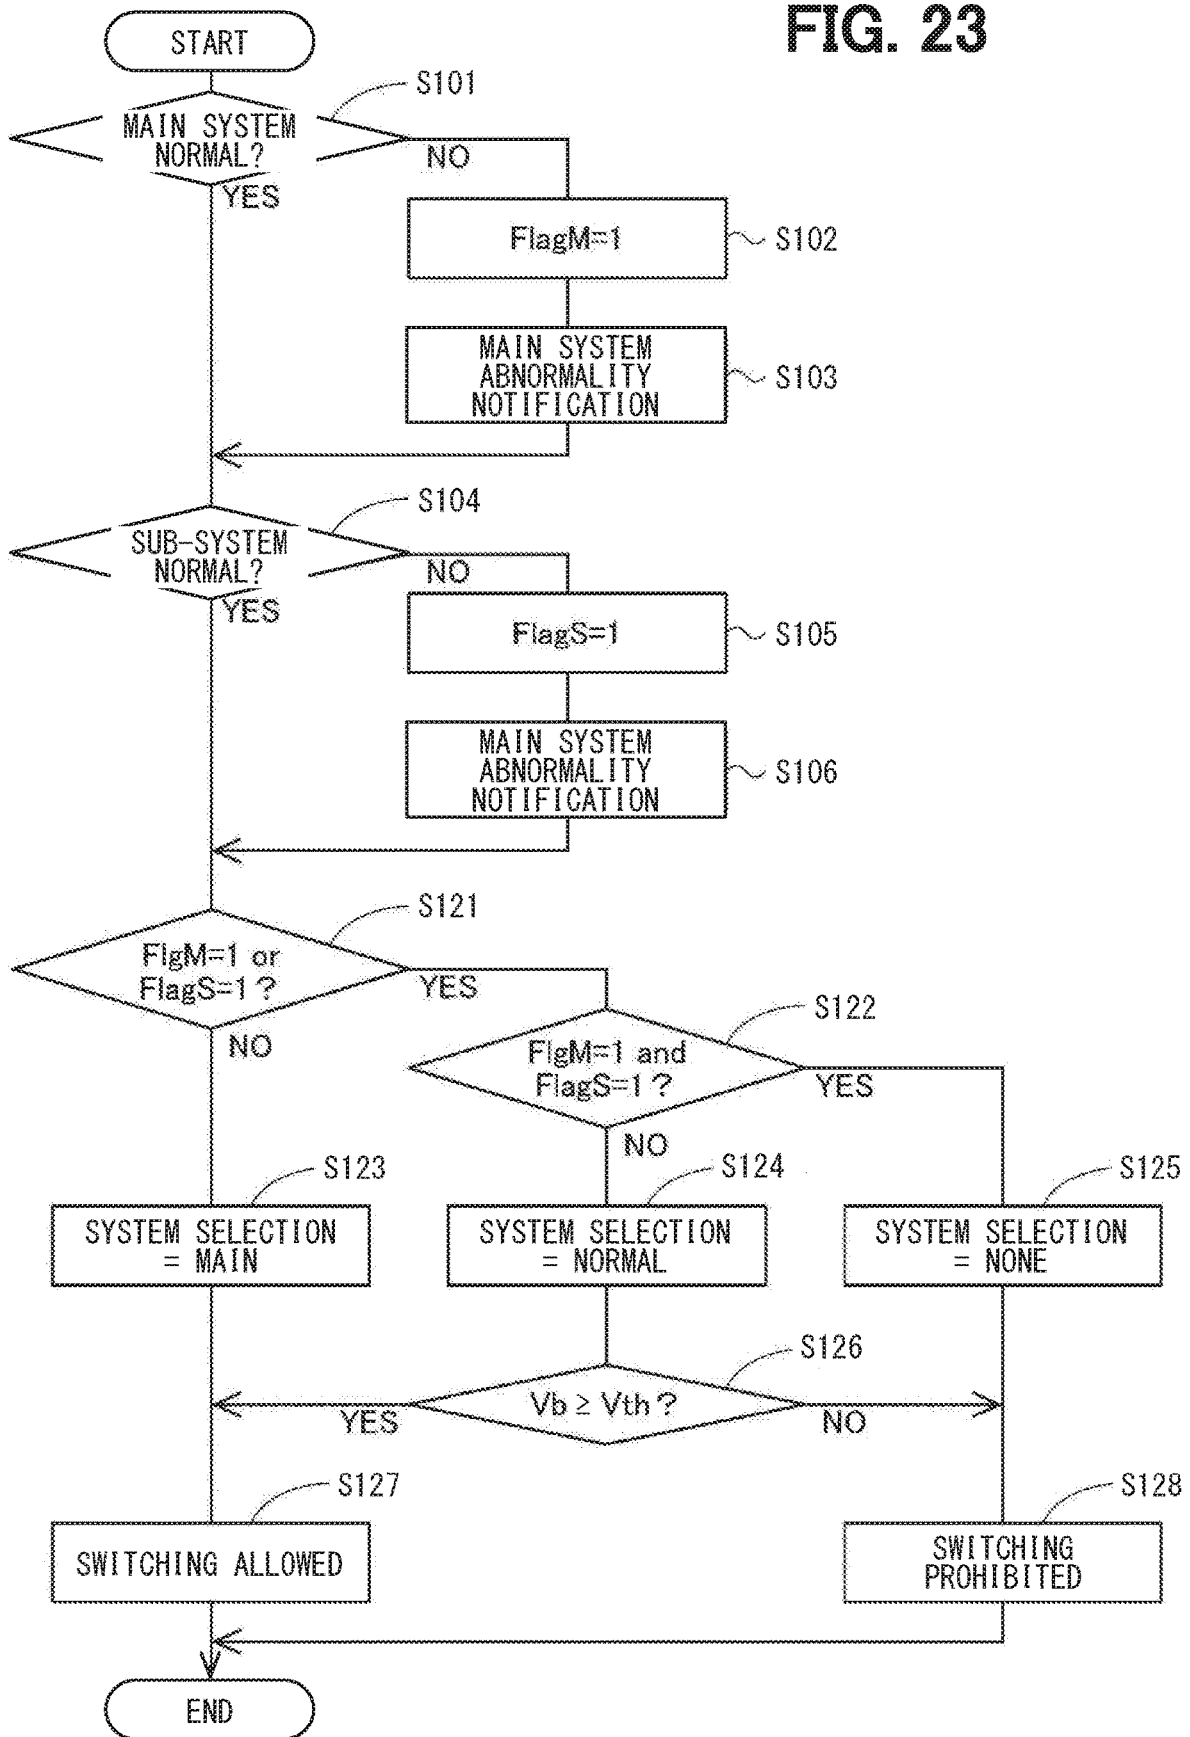 FIG. 23
START
S101
MAIN SYSTEM
NORMAL?
NO
YES
FlagM=1
S102
MAIN SYSTEM
ABNORMALITY
NOTIFICATION
S103
S104
SUB-SYSTEM
NORMAL?
NO
YES
FlagS=1
S105
MAIN SYSTEM
ABNORMALITY
NOTIFICATION
S106
S121
FlgM=1 or
FlagS=1?
YES
NO
S122
FlgM=1 and
FlagS=1?
YES
NO
S123
SYSTEM SELECTION
= MAIN
S124
SYSTEM SELECTION
= NORMAL
S125
SYSTEM SELECTION
= NONE
S126
Vb ≥ Vth?
YES
NO
S127
SWITCHING ALLOWED
S128
SWITCHING
PROHIBITED
END